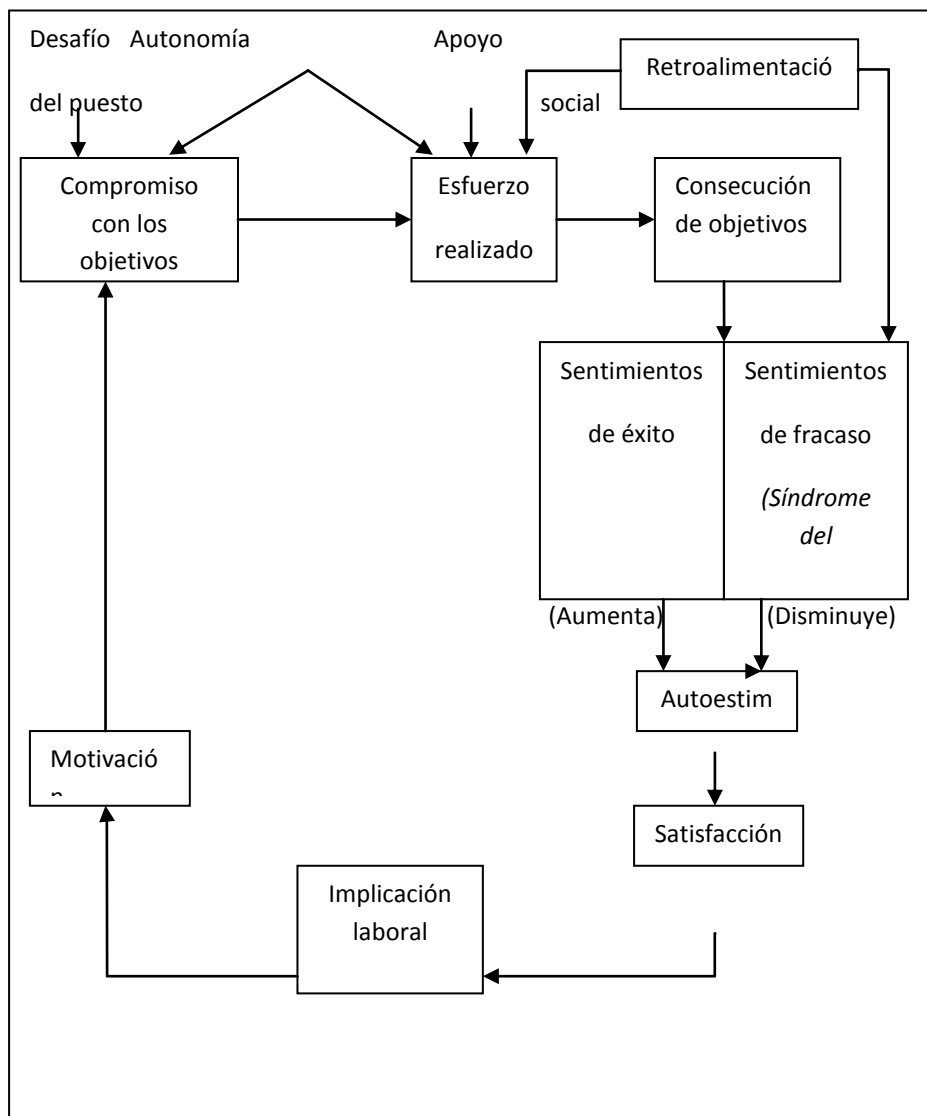 Desafío Autonomía Apoyo
Retroalimentació
del puesto social
Compromiso
con los
objetivos
Esfuerzo
realizado
Consecución
de objetivos
Sentimientos
de éxito
Sentimientos
de fracaso
(Síndrome
del
(Aumenta) (Disminuye)
Autoestim
Motivació
Satisfacción
Implicación
laboral